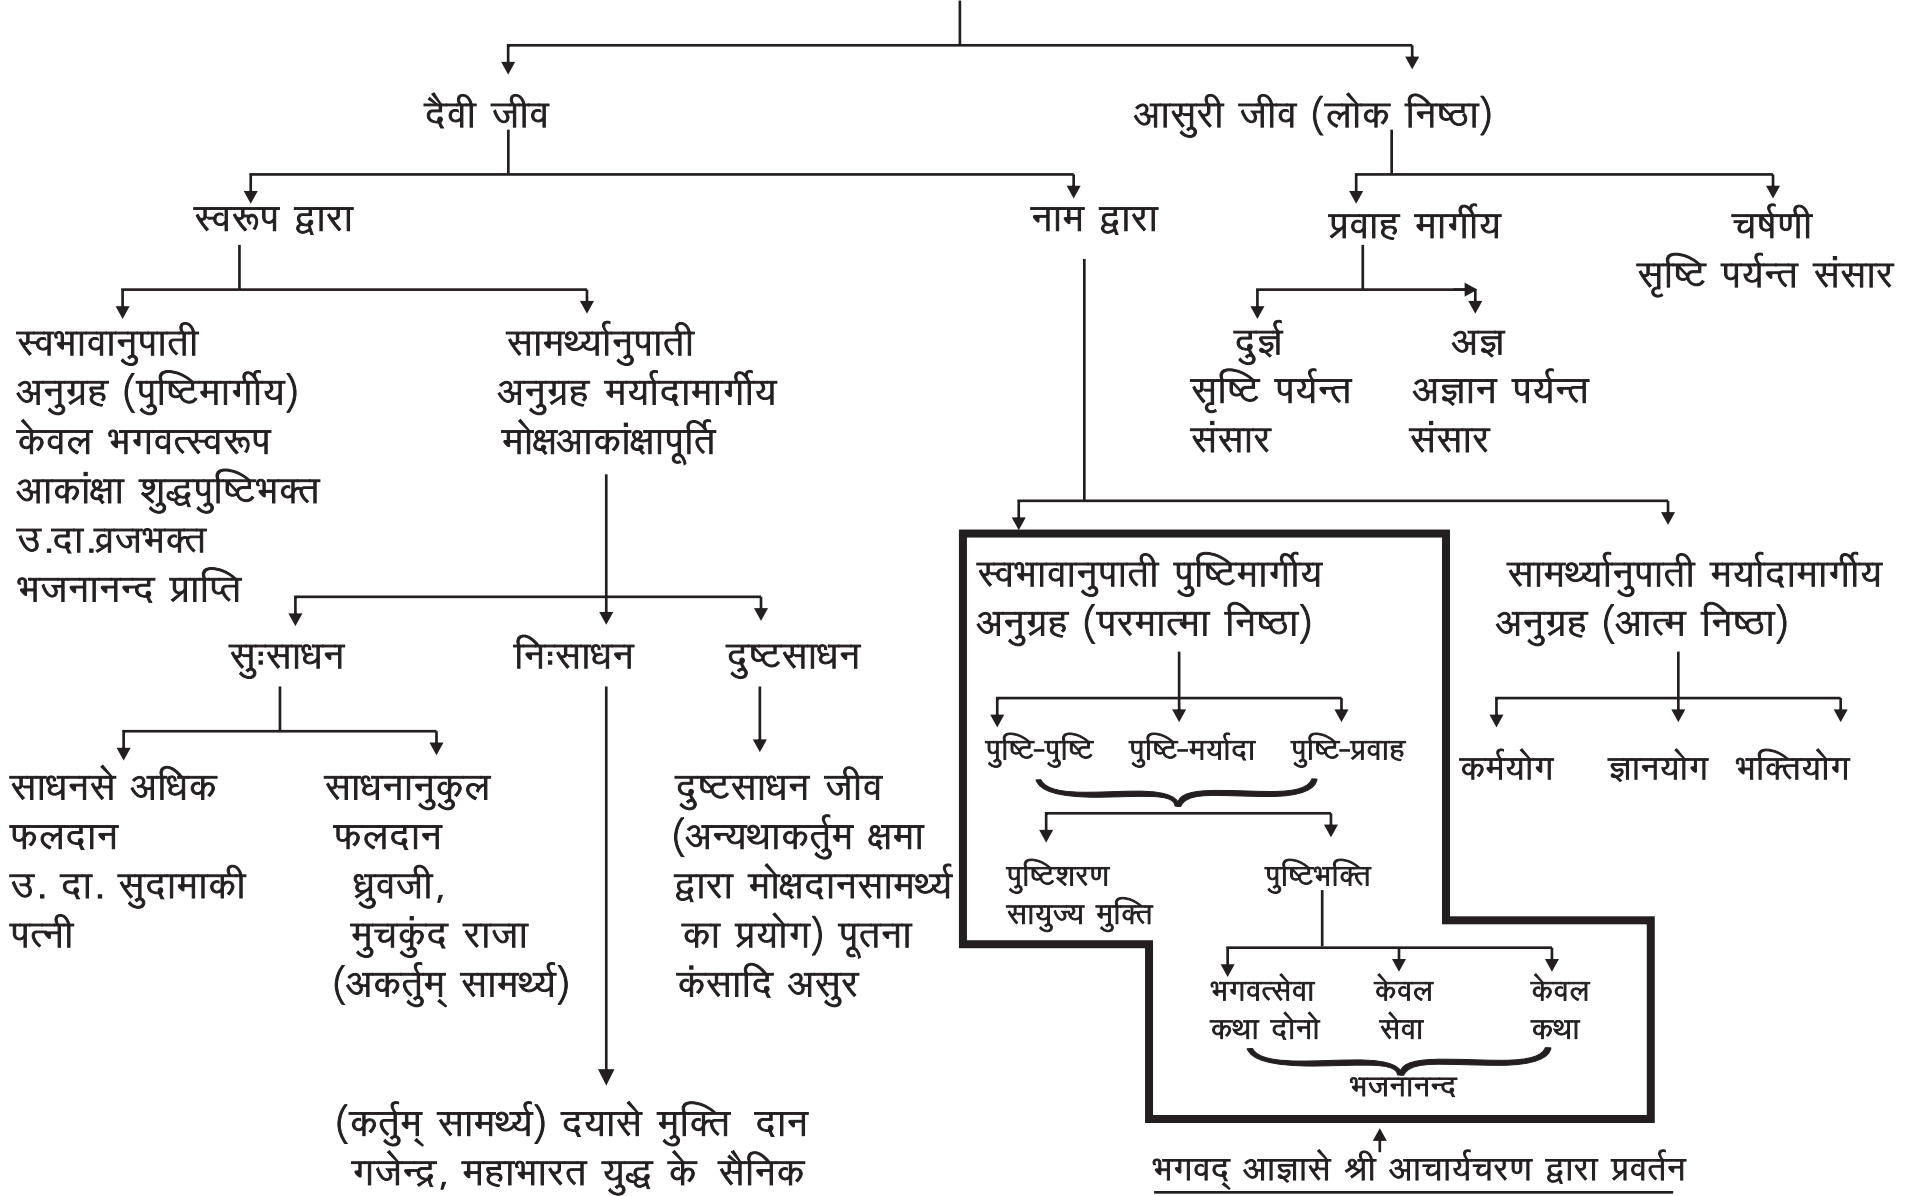 दैवी जीव
आसुरी जीव (लोक निष्ठा)
स्वरूप द्वारा
नाम द्वारा
प्रवाह मार्गीय
चर्षणी
सृष्टि पर्यन्त संसार
स्वभावानुपाती
अनुग्रह (पुष्टिमार्गीय)
केवल भगवत्स्वरूप
आकांक्षा शुद्धपुष्टिभक्त
उ.दा.व्रजभक्त
भजनानन्द प्राप्ति
सामर्थ्यानुपाती
अनुग्रह मर्यादामार्गीय
मोक्षआकांक्षापूर्ति
दुर्ज्ञ
सृष्टि पर्यन्त
संसार
अज्ञ
अज्ञान पर्यन्त
संसार
सुःसाधन
निःसाधन
दुष्टसाधन
साधनसे अधिक
फलदान
उ. दा. सुदामाकी
पत्नी
साधनानुकुल
फलदान
ध्रुवजी,
मुचकुंद राजा
(अकर्तुम् सामर्थ्य)
दुष्टसाधन जीव
(अन्यथाकर्तुम क्षमा
द्वारा मोक्षदानसामर्थ्य
का प्रयोग) पूतना
कंसादि असुर
(कर्तुम् सामर्थ्य) दयासे मुक्ति दान
गजेन्द्र, महाभारत युद्ध के सैनिक
स्वभावानुपाती पुष्टिमार्गीय
अनुग्रह (परमात्मा निष्ठा)
सामर्थ्यानुपाती मर्यादामार्गीय
अनुग्रह (आत्म निष्ठा)
पुष्टि-पुष्टि
पुष्टि-मर्यादा
पुष्टि-प्रवाह
कर्मयोग
ज्ञानयोग
भक्तियोग
पुष्टिशरण
सायुज्य मुक्ति
पुष्टिभक्ति
भगवत्सेवा
कथा दोनो
केवल
सेवा
केवल
कथा
भजनानन्द
भगवद् आज्ञासे श्री आचार्यचरण द्वारा प्रवर्तन